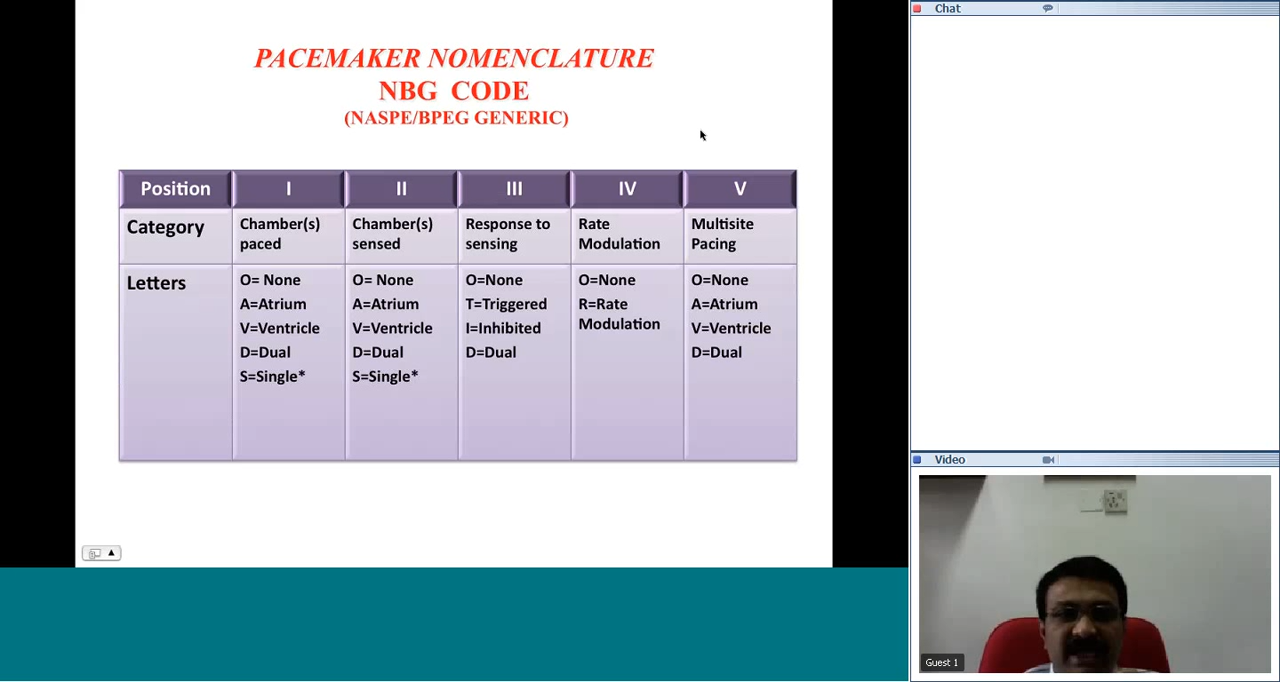 PACEMAKER NOMENCLATURE
NBG CODE
(NASPE/BPEG GENERIC)
Position I II III IV V
Category
Chamber(s)
paced
Chamber(s)
sensed
Response to
sensing
Rate
Modulation
Multisite
Pacing
Letters
O= None
A=Atrium
V=Ventricle
D=Dual
S=Single*
O= None
A=Atrium
V=Ventricle
D=Dual
S=Single*
O=None
T=Triggered
I=Inhibited
D=Dual
O=None
R=Rate
Modulation
O=None
A=Atrium
V=Ventricle
D=Dual
Chat
Video
Guest 1